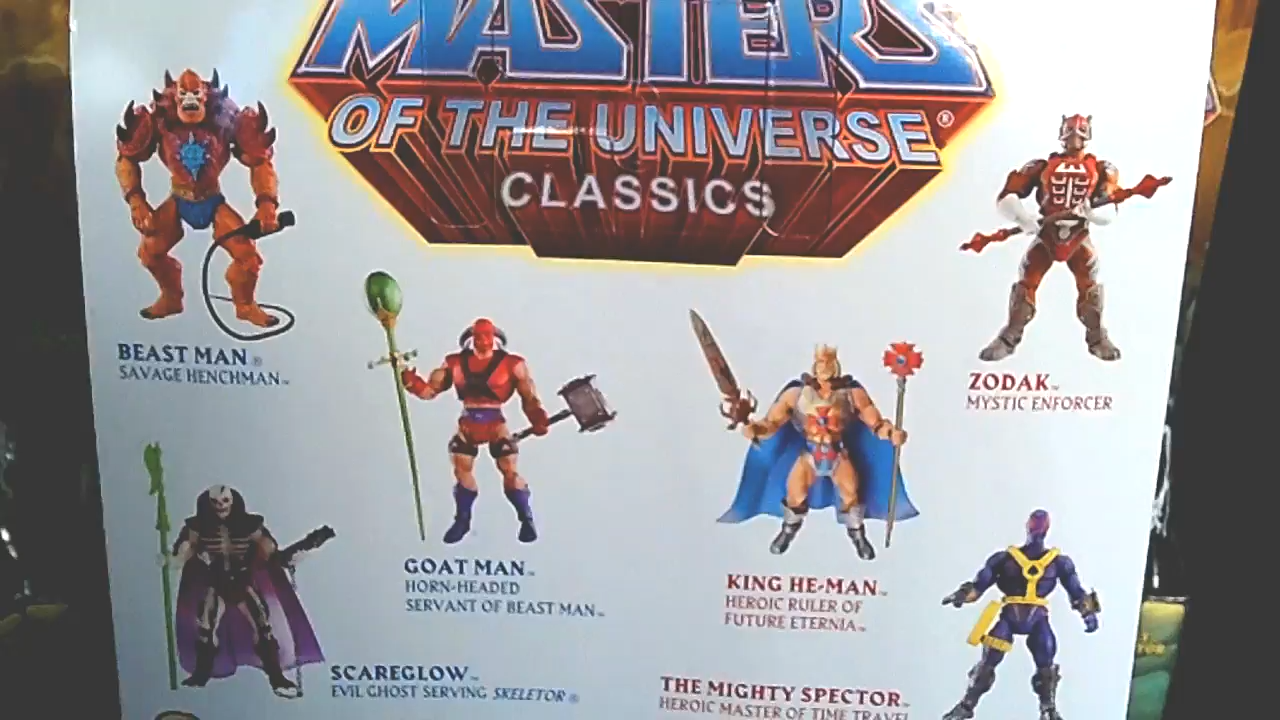 MASTERS
OF THE UNIVERSE®
CLASSICS
BEAST MAN®
SAVAGE HENCHMAN™
ZODAK™
MYSTIC ENFORCER
GOAT MAN™
HORN-HEADED
SERVANT OF BEAST MAN™
KING HE-MAN™
HEROIC RULER OF
FUTURE ETERNIA™
SCAREGLOW™
EVIL GHOST SERVING SKELETOR®
THE MIGHTY SPECTOR™
HEROIC MASTER OF TIME TRAVEL